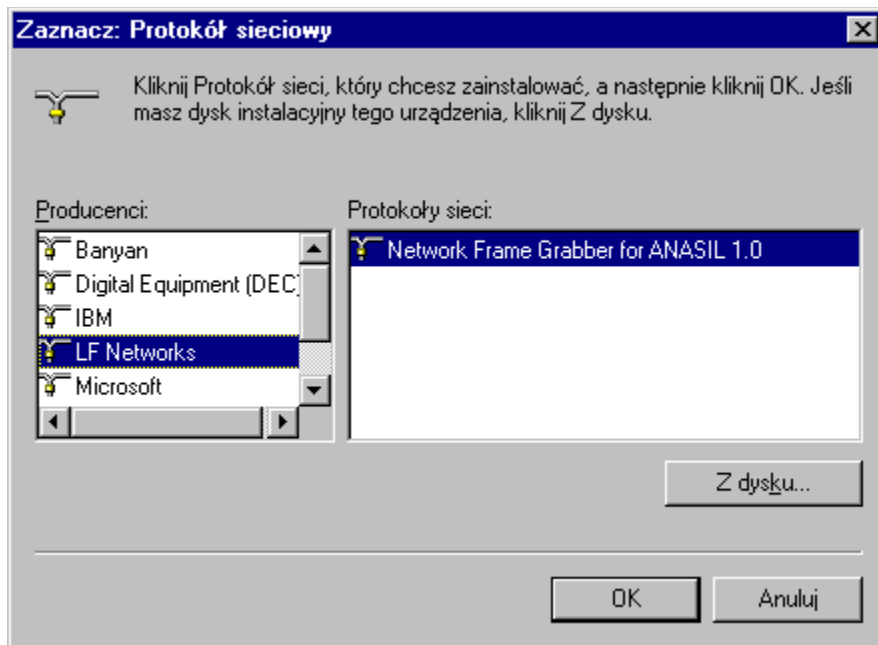 Zaznacz: Protokół sieciowy
Kliknij Protokół sieci, który chcesz zainstalować, a następnie kliknij OK. Jeśli
masz dysk instalacyjny tego urządzenia, kliknij Z dysku.
Producenci:
Banyan
Digital Equipment (DEC)
IBM
LF Networks
Microsoft
Protokoły sieci:
Network Frame Grabber for ANASIL 1.0
Z dysku...
OK
Anuluj